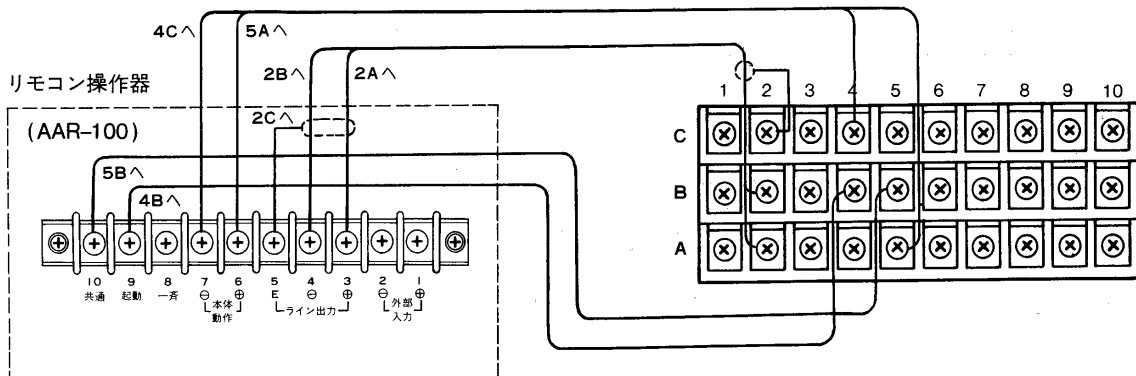 4Cへ 5Aへ
2Bへ 2Aへ
リモコン操作器
2Cへ
(AAR-100)
5Bへ
4Bへ
10 9 8 7 6 5 4 3 2 1
共通 起動 一斉 ⊖ ⊕ E ⊖ ⊕ ⊖ ⊕
本体動作
ライン出力
外部入力
1 2 3 4 5 6 7 8 9 10
C
B
A